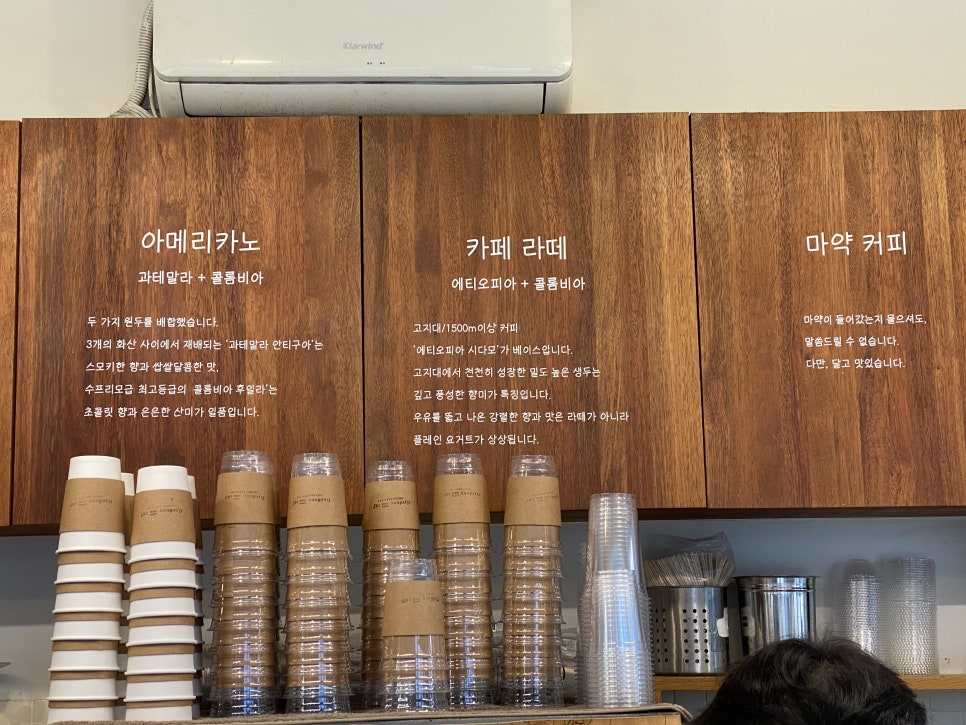 Klarwind
아메리카노
과테말라 + 콜롬비아
두 가지 원두를 배합했습니다.
3개의 화산 사이에서 재배되는 '과테말라 안티구아'는
스모키한 향과 쌉쌀달콤한 맛,
수프리모급 최고등급의 콜롬비아 후일라'는
초콜릿 향과 은은한 산미가 일품입니다.
카페 라떼
에티오피아 + 콜롬비아
고지대/1500m이상 커피
'에티오피아 시다모'가 베이스입니다.
고지대에서 천천히 성장한 밀도 높은 생두는
깊고 풍성한 향미가 특징입니다.
우유를 뚫고 나온 강렬한 향과 맛은 라떼가 아니라
플레인 요거트가 상상됩니다.
마약 커피
마약이 들어갔는지 물으셔도,
말씀드릴 수 없습니다.
다만, 달고 맛있습니다.